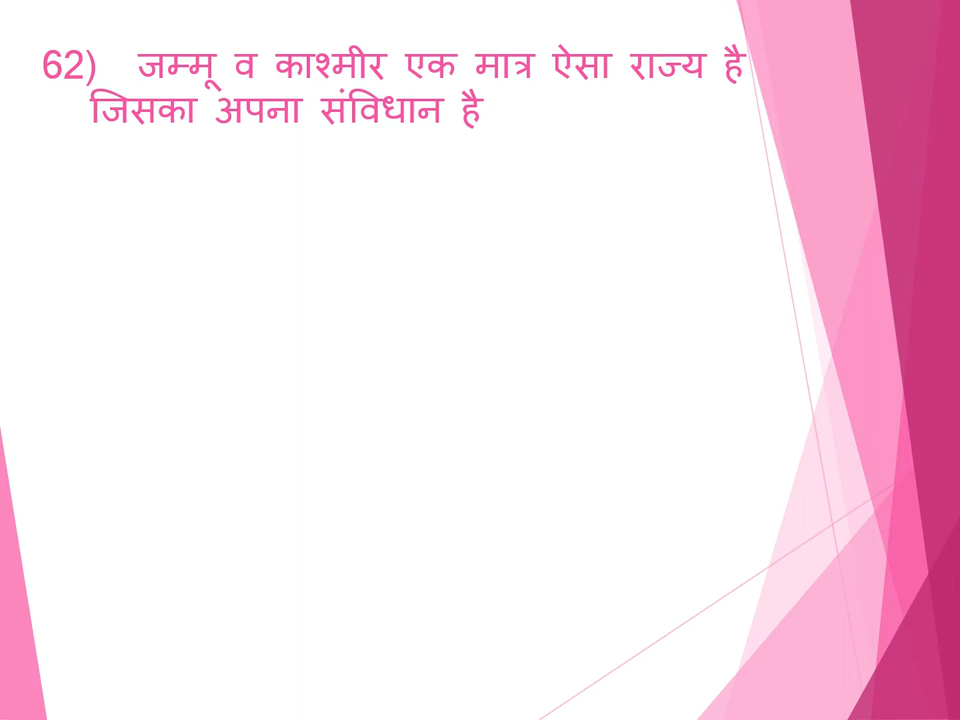 62) जम्मू व काश्मीर एक मात्र ऐसा राज्य है
जिसका अपना संविधान है